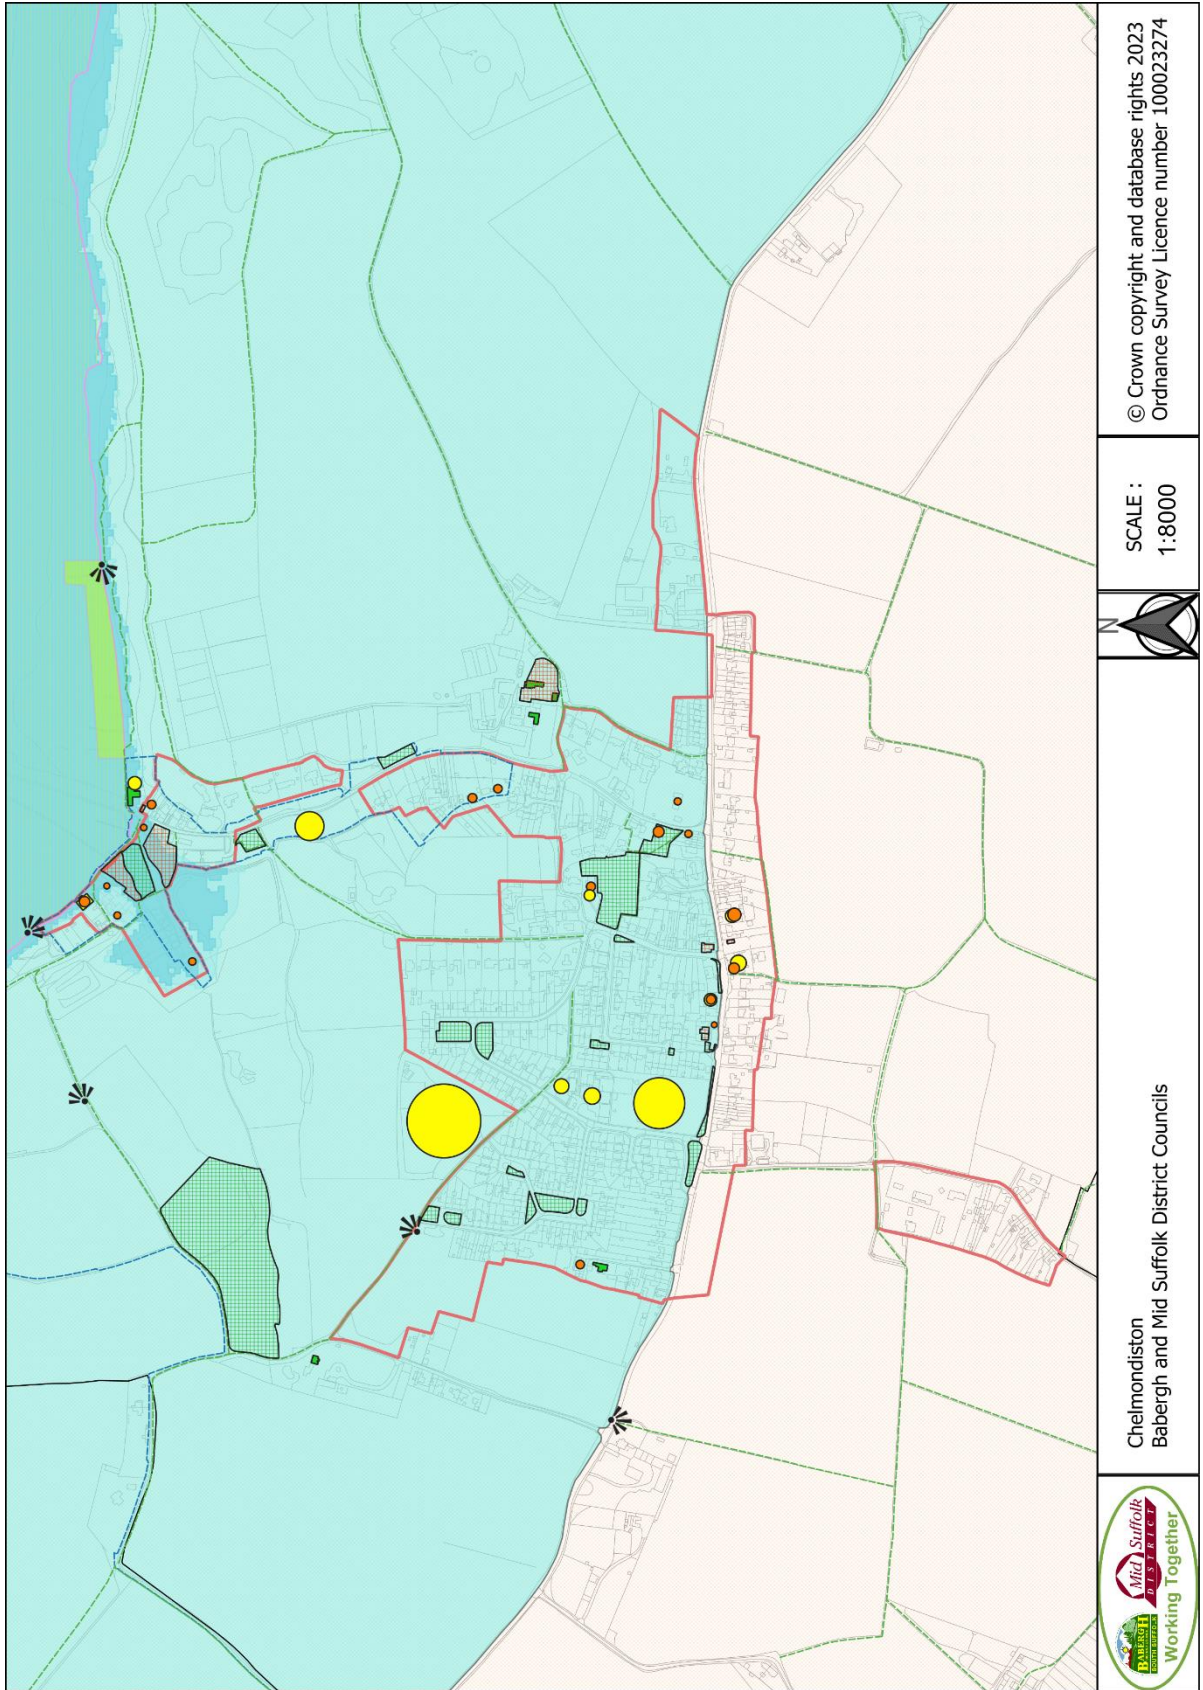 Chelmondiston
Babergh and Mid Suffolk District Councils
SCALE :
1:8000
© Crown copyright and database rights 2023
Ordnance Survey Licence number 100023274
N
BABERGH
SOUTH SUFFOLK
Mid Suffolk
DISTRICT
Working Together